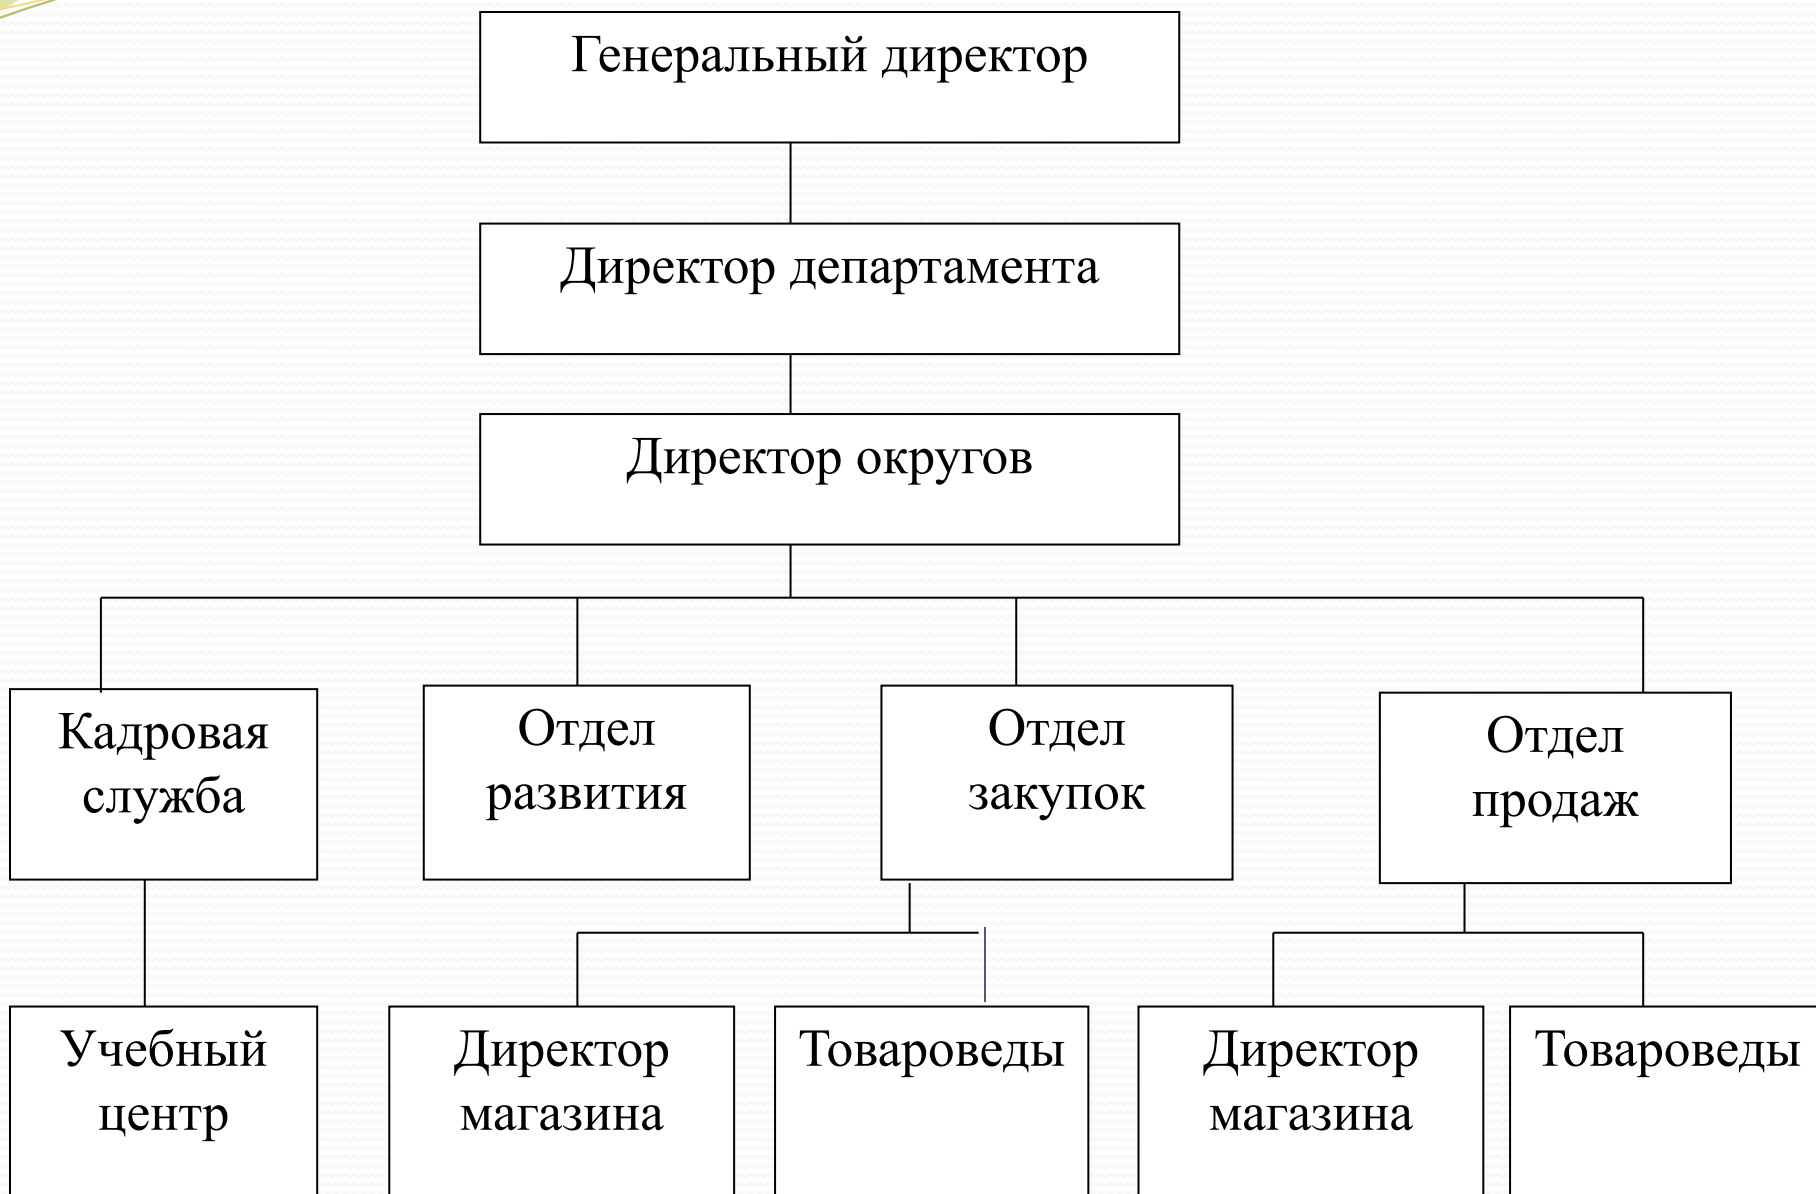 Генеральный директор
Директор департамента
Директор округов
Кадровая
служба
Отдел
развития
Отдел
закупок
Отдел
продаж
Учебный
центр
Директор
магазина
Товароведы
Директор
магазина
Товароведы